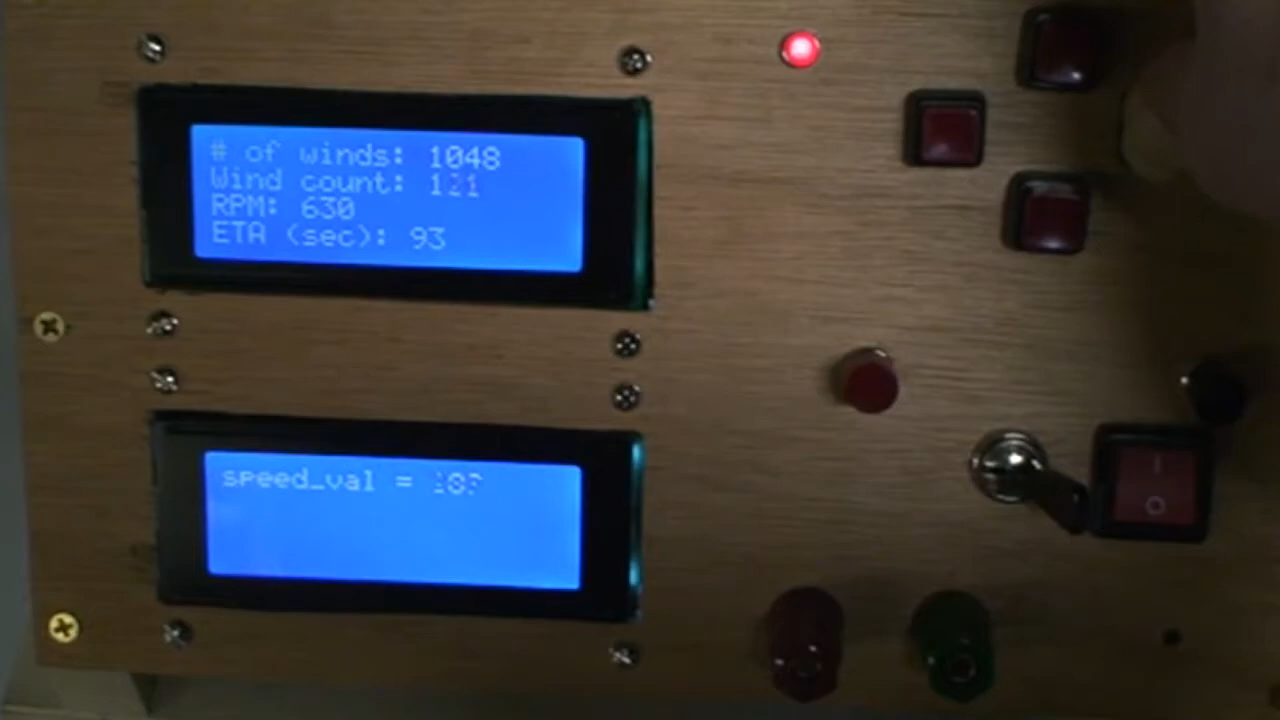 # of winds: 1048
Wind count: 121
RPM: 630
ETA (sec): 93
speed_val =